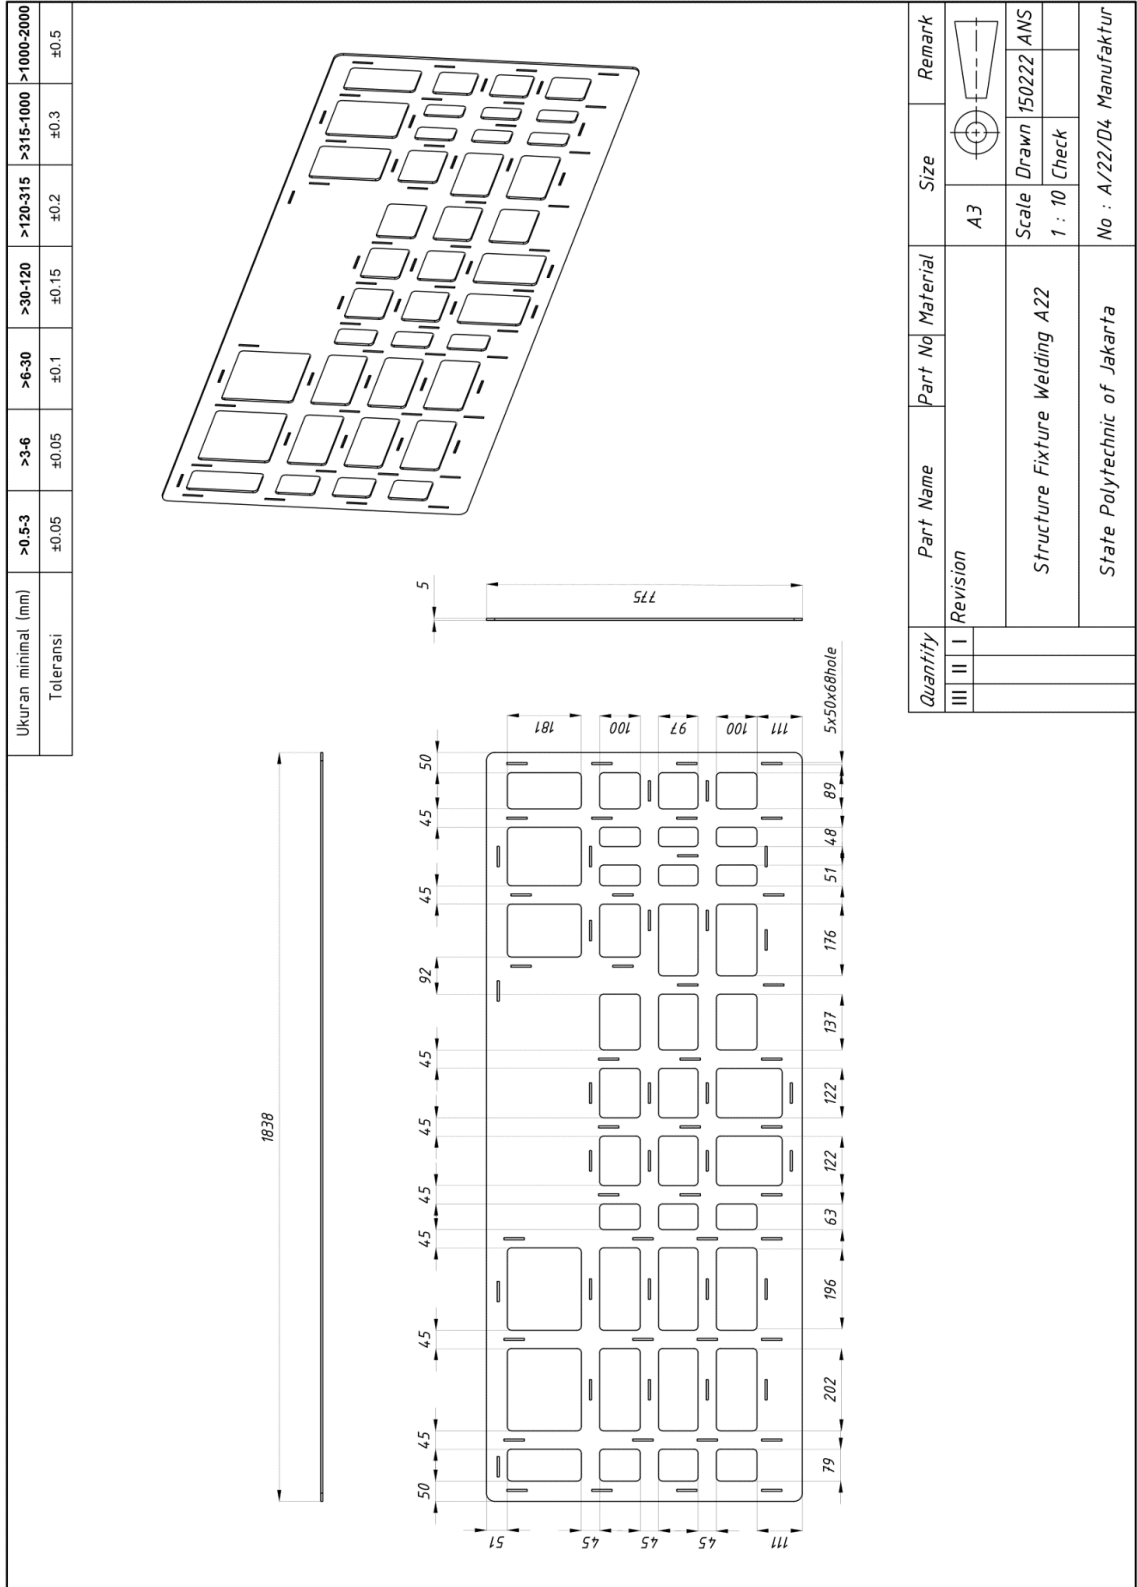 Ukuran minimal (mm) >0.5-3 >3-6 >6-30 >30-120 >120-315 >315-1000 >1000-2000
Toleransi ±0.05 ±0.05 ±0.1 ±0.15 ±0.2 ±0.3 ±0.5
1838
50 45 45 45 45 45 45 92 45 45 50
5
775
51 45 45 45 111
181 100 97 100 111
79 202 196 63 122 122 137 176 51 48 89 5x50x68hole
Quantity Part Name Part No Material Size Remark
III II I Revision A3
Structure Fixture Welding A22
Scale Drawn 150222 ANS
1 : 10 Check
State Polytechnic of Jakarta
No : A/22/D4 Manufaktur